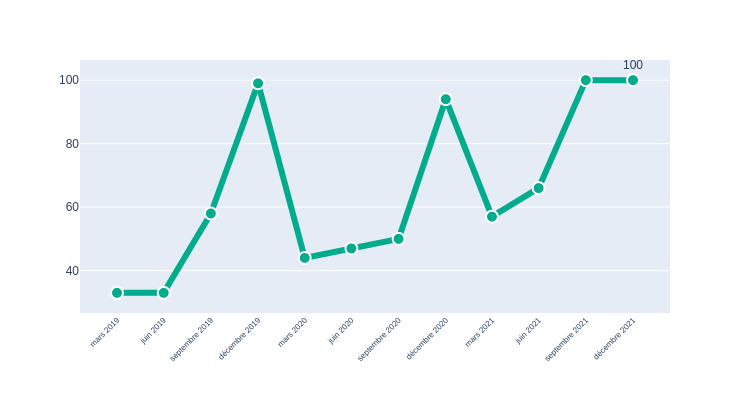 100
100
80
60
40
mars 2019
juin 2019
septembre 2019
décembre 2019
mars 2020
juin 2020
septembre 2020
décembre 2020
mars 2021
juin 2021
septembre 2021
décembre 2021